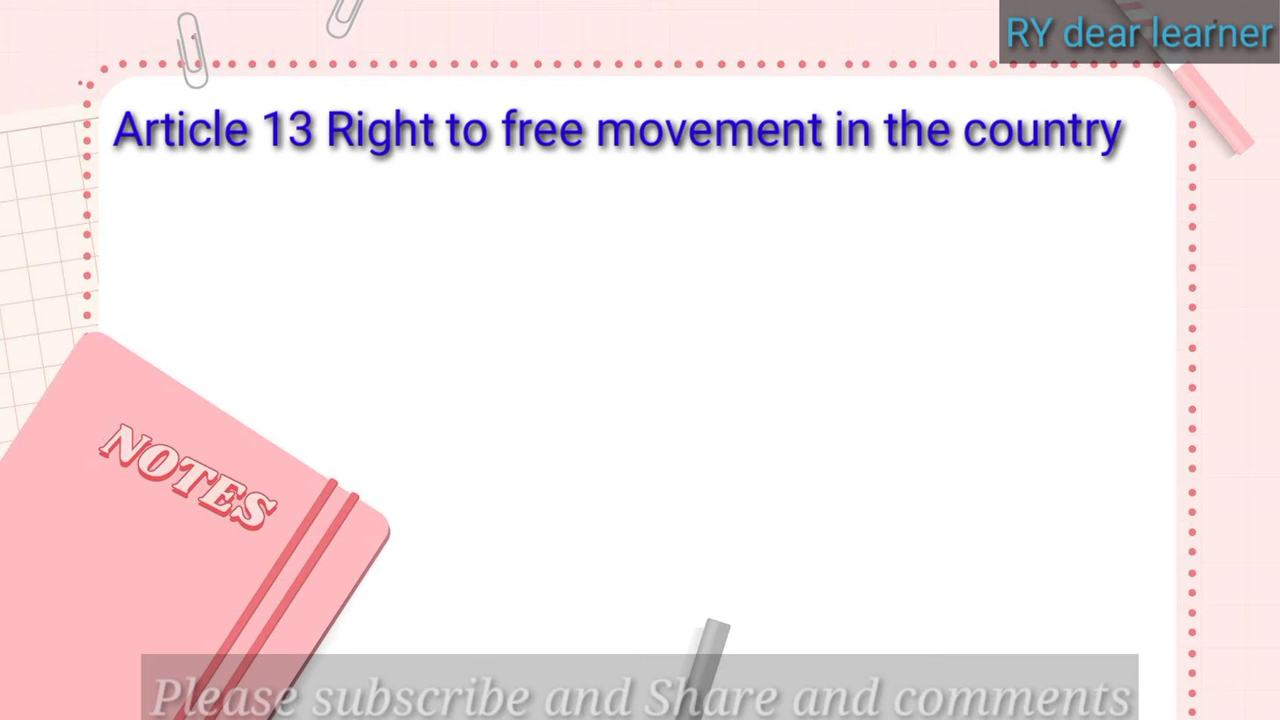 RY dear learner
Article 13 Right to free movement in the country
NOTES
Please subscribe and Share and comments